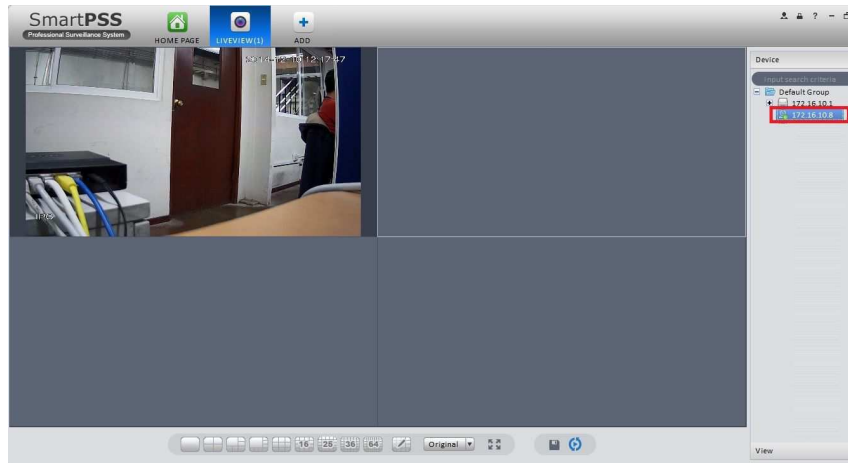 SmartPSS
Professional Surveillance System
HOME PAGE
LIVEVIEW(1)
ADD
?
Device
Input search criteria
Default Group
172.16.10.1
172.16.10.8
IPC
16 25 36 64
Original
View